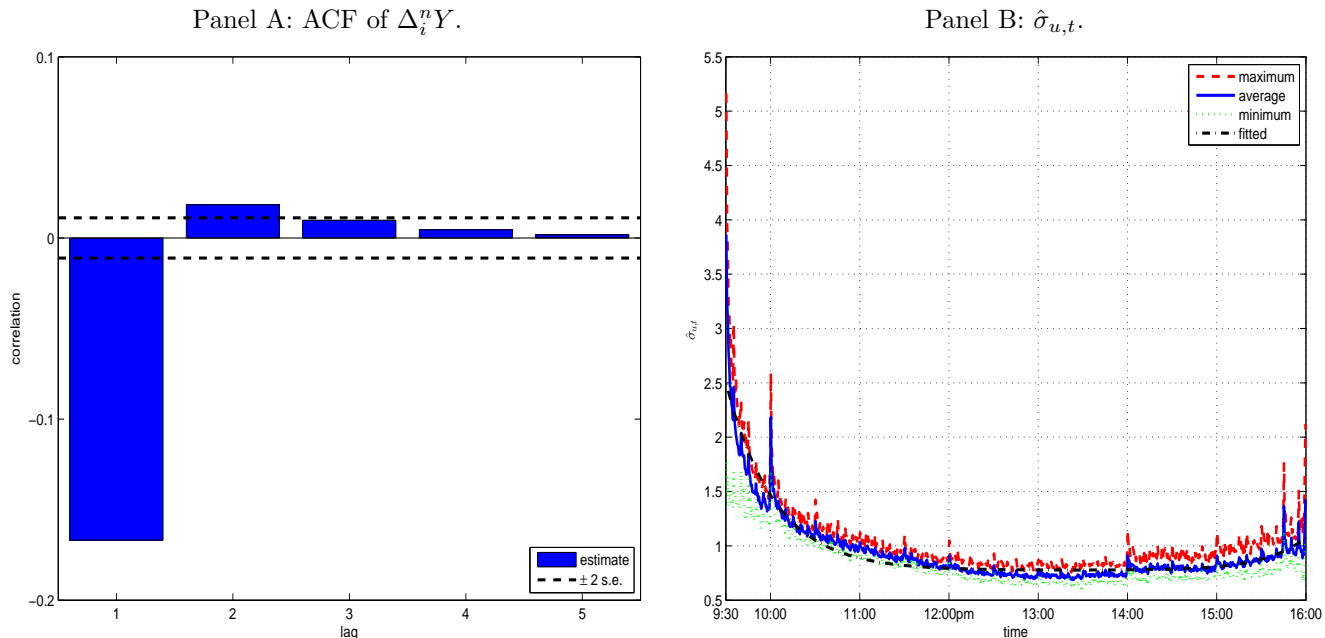 Panel A: ACF of Δ_i^n Y.
0.1
0
−0.1
−0.2
correlation
1
2
3
4
5
lag
estimate
± 2 s.e.
Panel B: σ̂_{u,t}.
5.5
5
4.5
4
3.5
3
2.5
2
1.5
1
0.5
σ̂_{u,t}
9:30
10:00
11:00
12:00pm
13:00
14:00
15:00
16:00
time
maximum
average
minimum
fitted